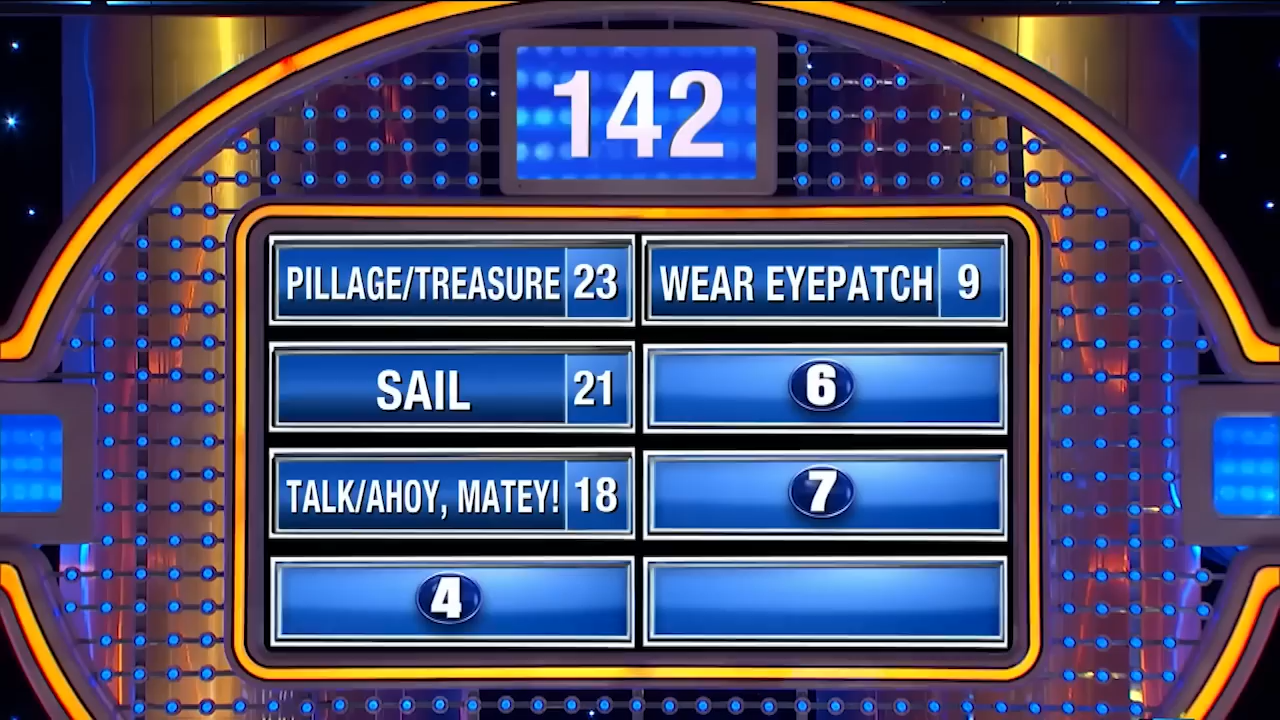 142
PILLAGE/TREASURE 23
SAIL 21
TALK/AHOY, MATEY! 18
4
WEAR EYEPATCH 9
6
7